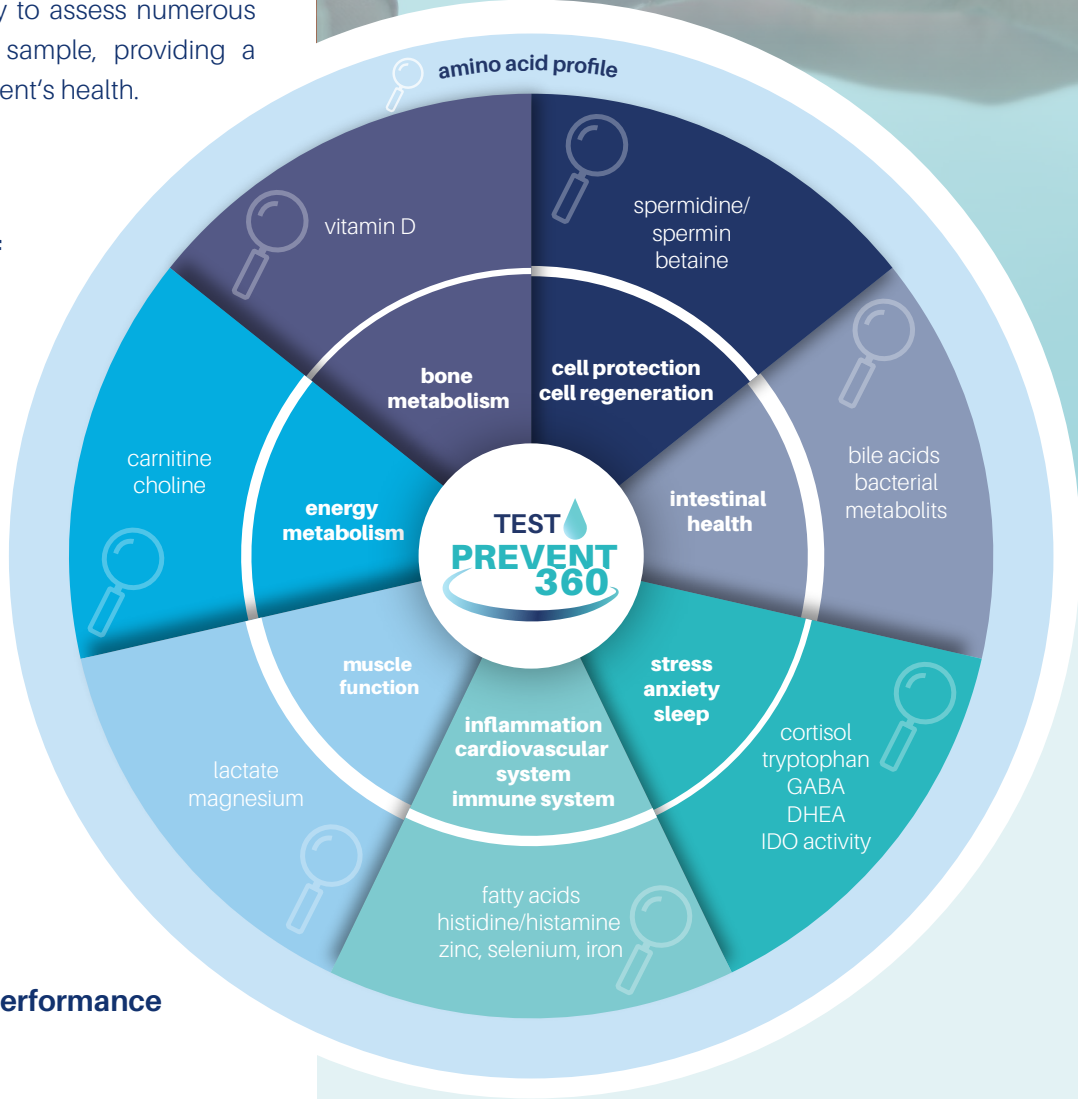 y to assess numerous
sample, providing a
ent's health.
:
erformance
amino acid profile
vitamin D
bone
metabolism
spermidine/
spermin
betaine
cell protection
cell regeneration
bile acids
bacterial
metabolits
intestinal
health
cortisol
tryptophan
GABA
DHEA
IDO activity
stress
anxiety
sleep
inflammation
cardiovascular
system
immune system
fatty acids
histidine/histamine
zinc, selenium, iron
muscle
function
lactate
magnesium
carnitine
choline
energy
metabolism
TEST
PREVENT
360